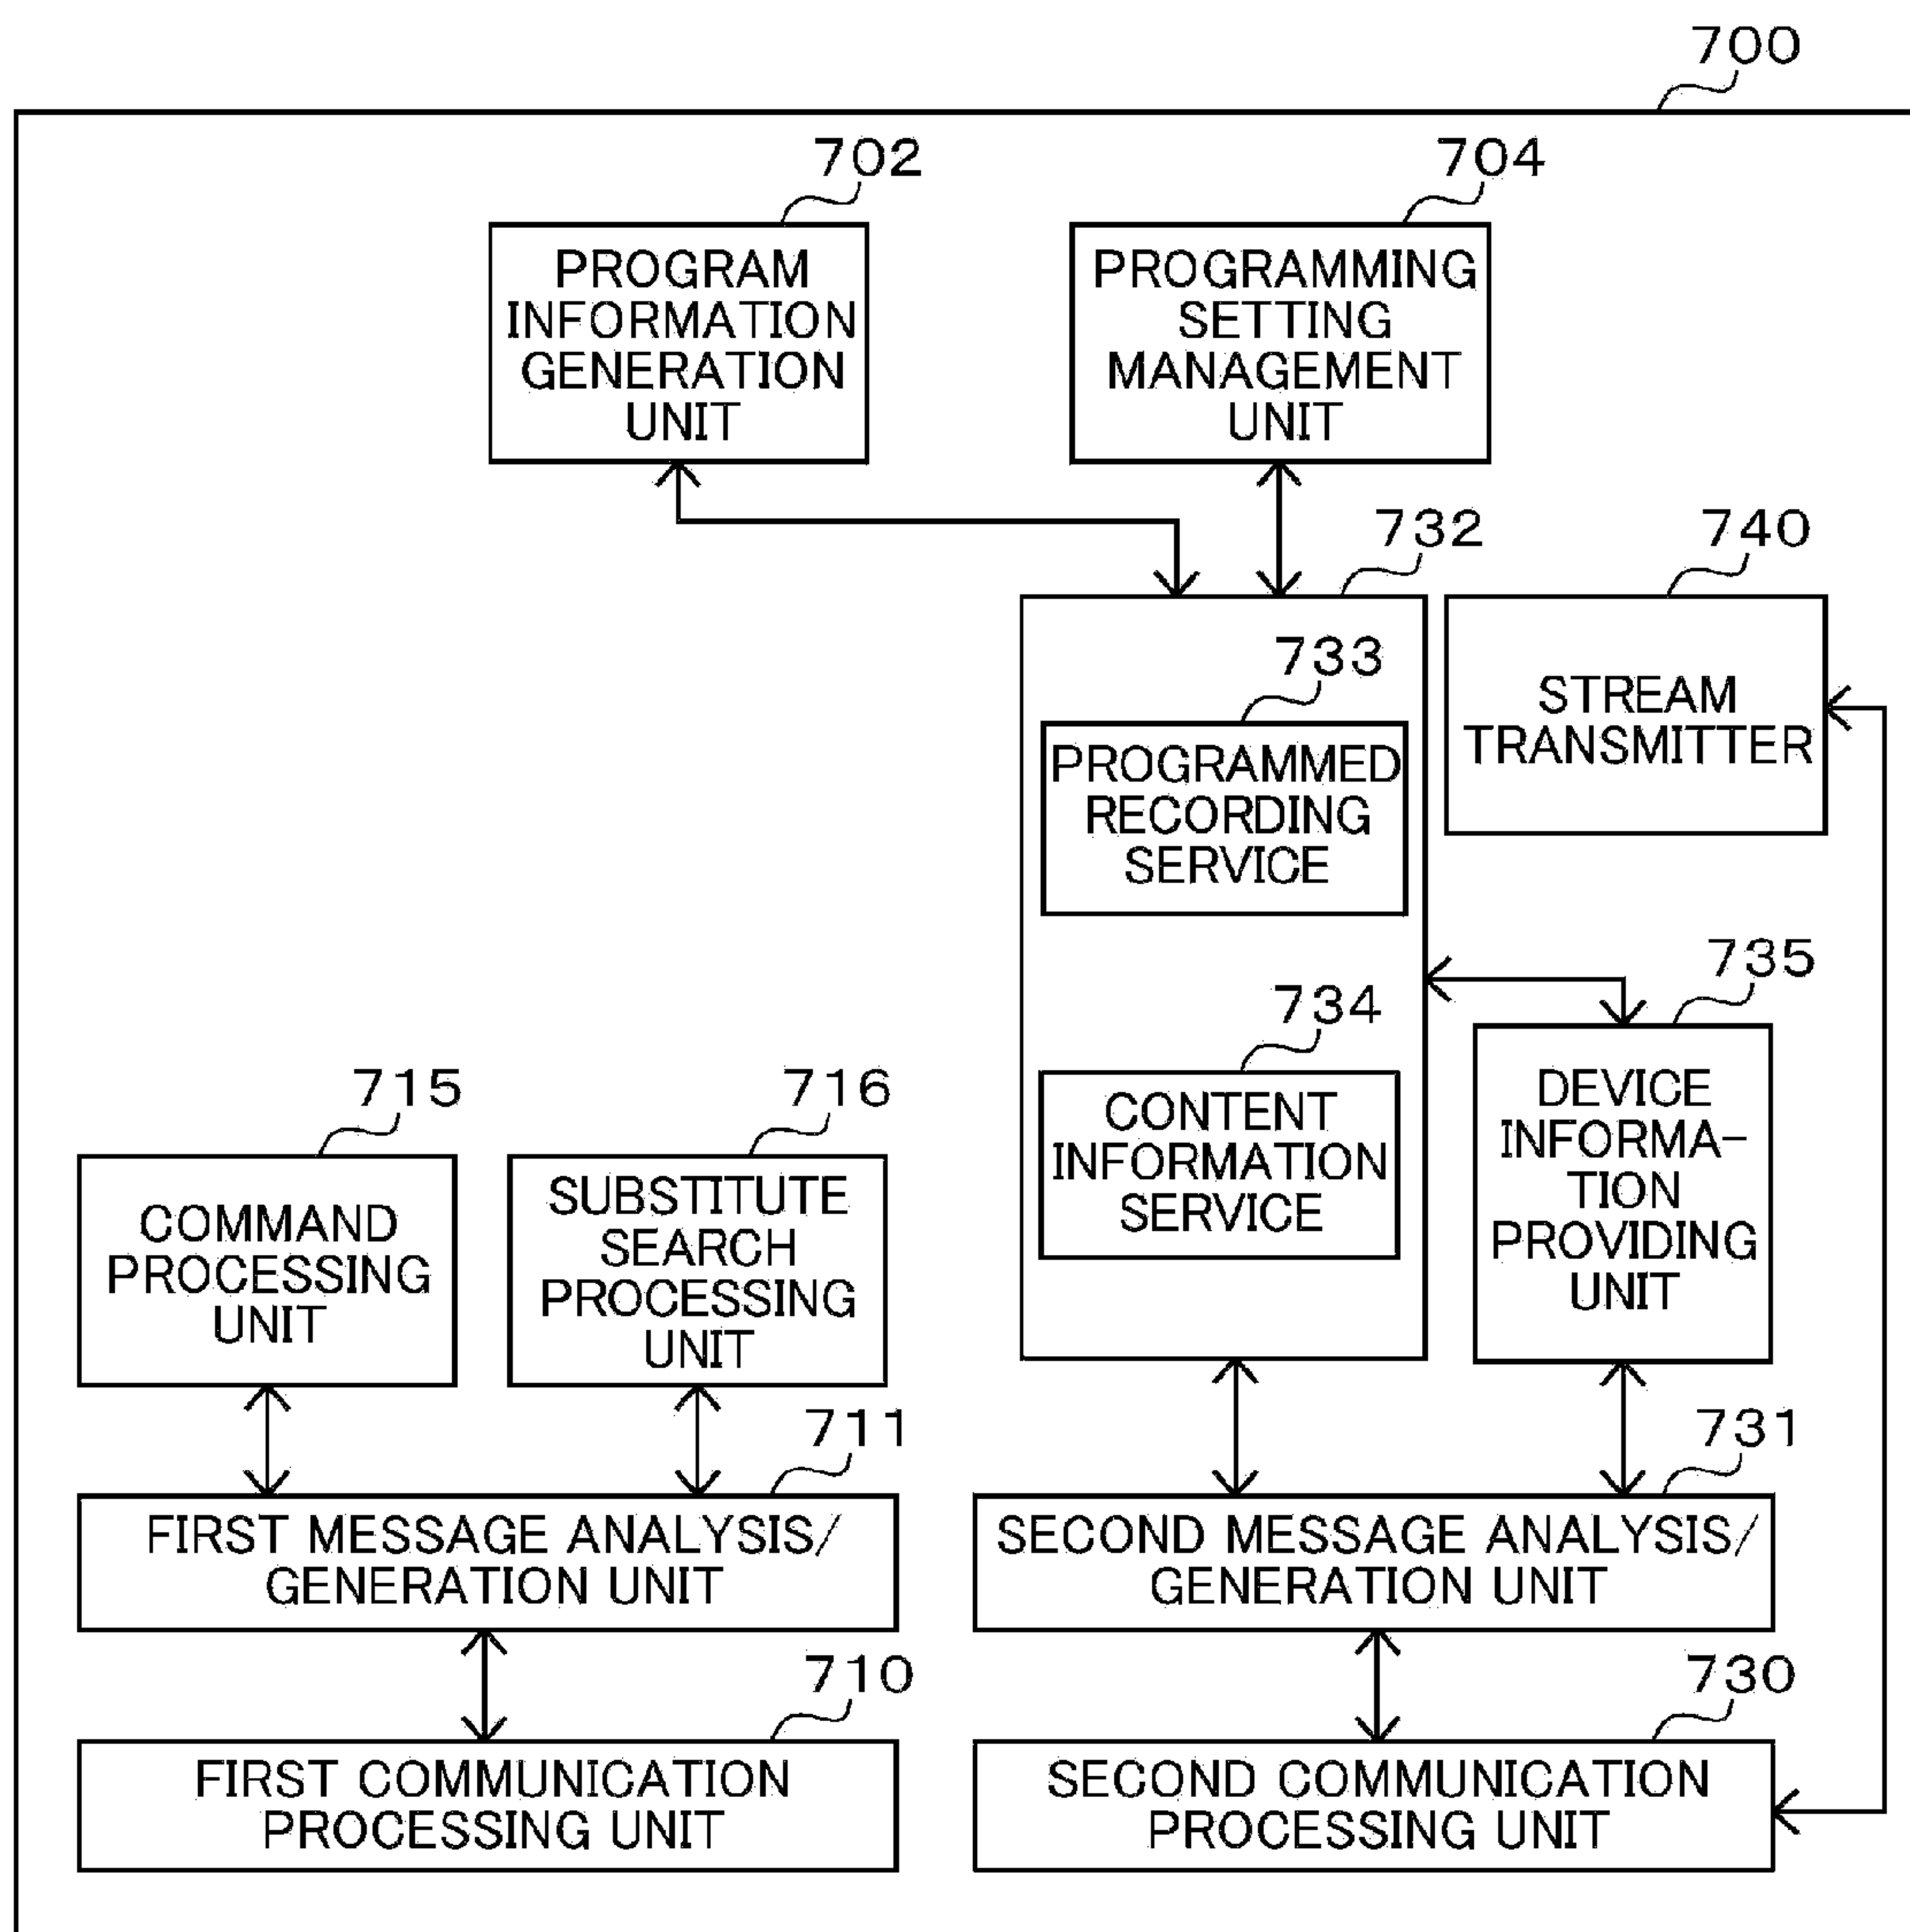 700
702
PROGRAM
INFORMATION
GENERATION
UNIT
704
PROGRAMMING
SETTING
MANAGEMENT
UNIT
732
733
PROGRAMMED
RECORDING
SERVICE
734
CONTENT
INFORMATION
SERVICE
740
STREAM
TRANSMITTER
735
DEVICE
INFORMA-
TION
PROVIDING
UNIT
715
COMMAND
PROCESSING
UNIT
716
SUBSTITUTE
SEARCH
PROCESSING
UNIT
711
FIRST MESSAGE ANALYSIS/
GENERATION UNIT
731
SECOND MESSAGE ANALYSIS/
GENERATION UNIT
710
FIRST COMMUNICATION
PROCESSING UNIT
730
SECOND COMMUNICATION
PROCESSING UNIT